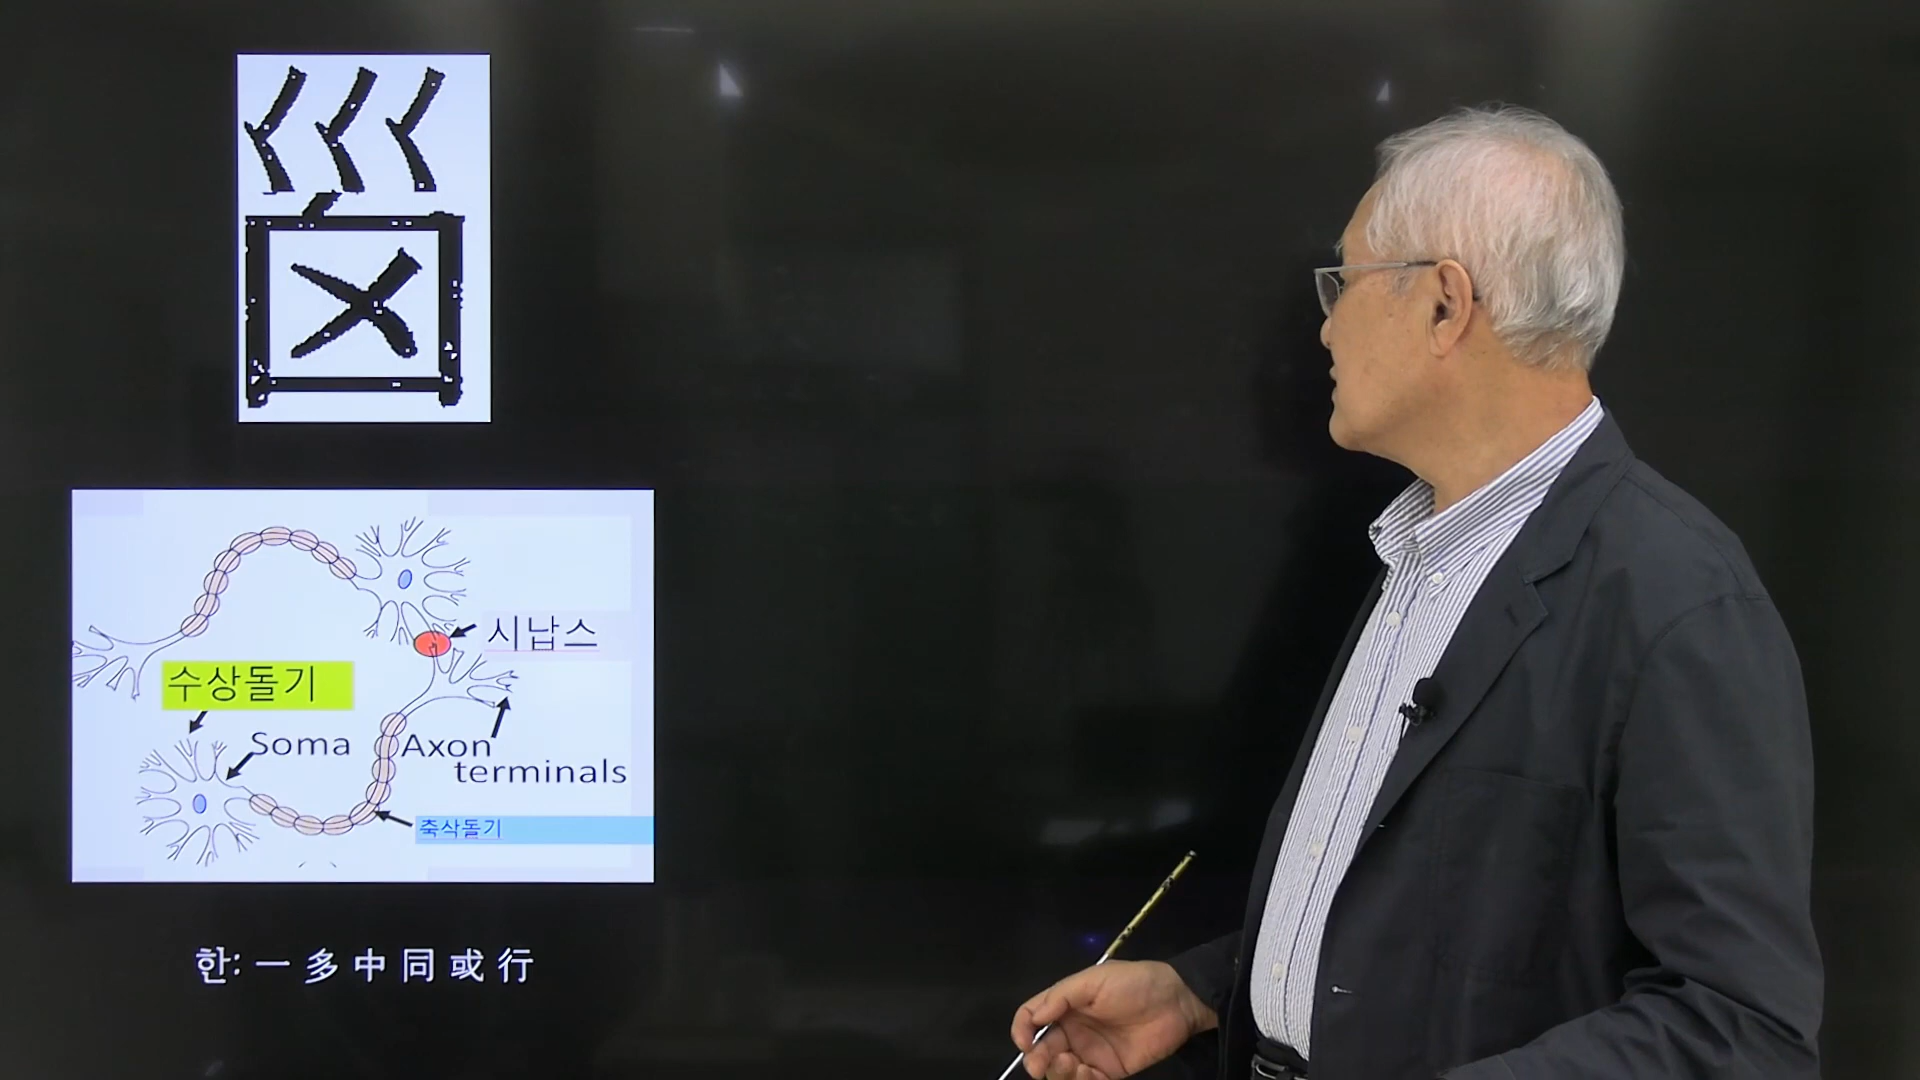 시납스
수상돌기
Soma
Axon
terminals
축삭돌기
한: 一 多 中 同 或 行